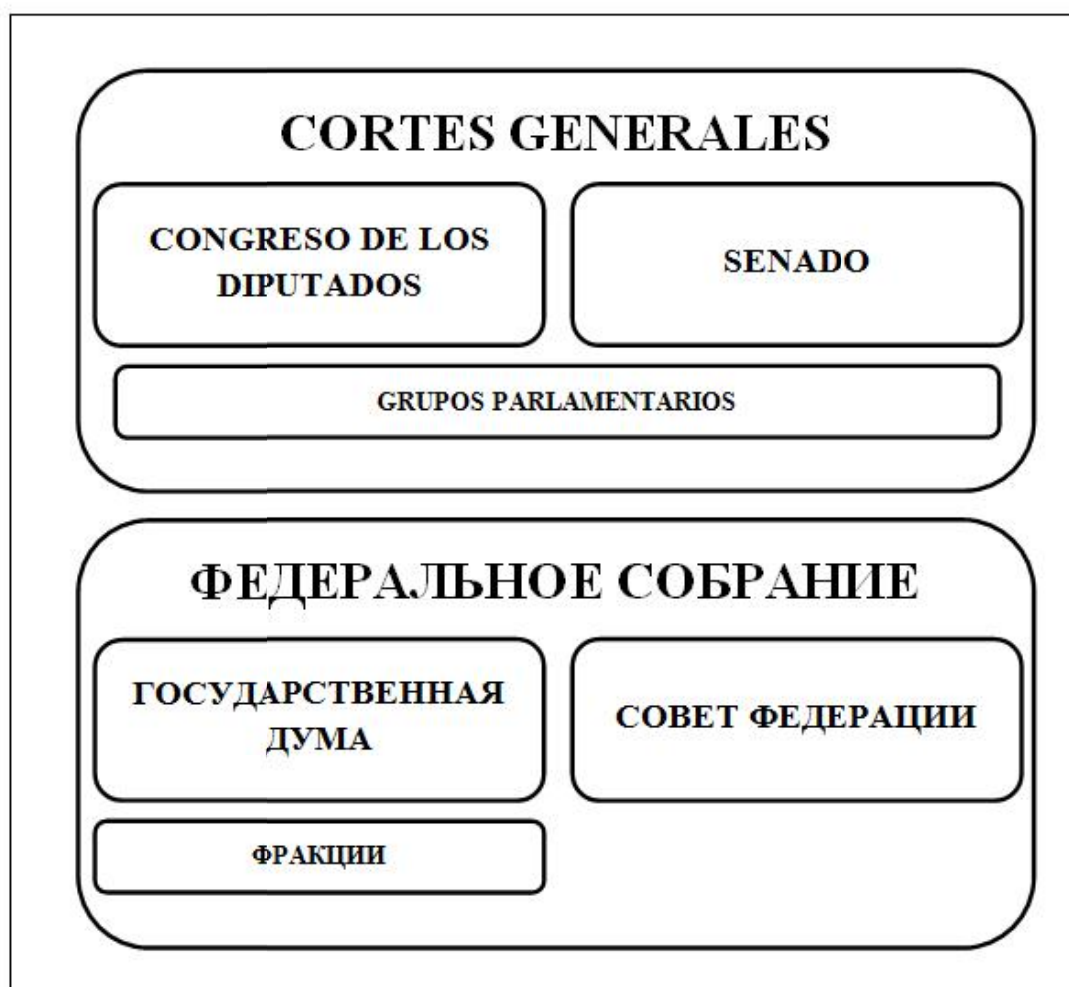 CORTES GENERALES
CONGRESO DE LOS
DIPUTADOS
SENADO
GRUPOS PARLAMENTARIOS
ФЕДЕРАЛЬНОЕ СОБРАНИЕ
ГОСУДАРСТВЕННАЯ
ДУМА
СОВЕТ ФЕДЕРАЦИИ
ФРАКЦИИ